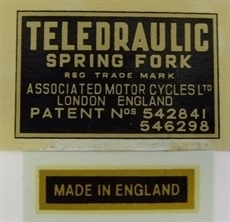 TELEDRAULIC
SPRING FORK
REG TRADE MARK
ASSOCIATED MOTOR CYCLES LTD
LONDON ENGLAND
PATENT Nos 542841
546298
MADE IN ENGLAND